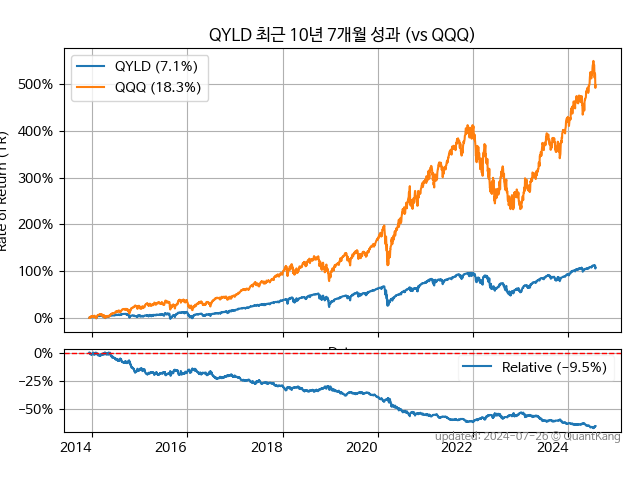 QYLD 최근 10년 7개월 성과 (vs QQQ)
QYLD (7.1%)
QQQ (18.3%)
Rate of Return (TR)
500%
400%
300%
200%
100%
0%
0%
−25%
−50%
Relative (−9.5%)
2014 2016 2018 2020 2022 2024
updated: 2024-07-26 © QuantKang